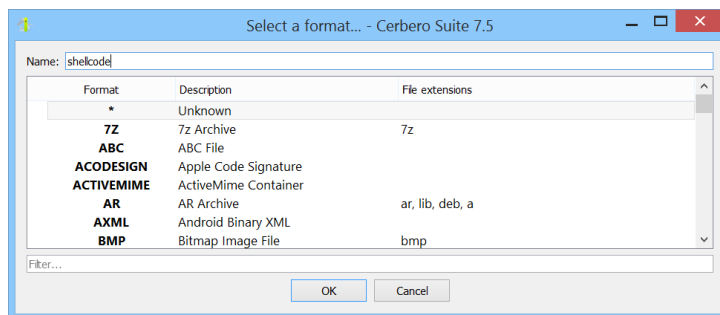 Select a format... - Cerbero Suite 7.5
Name: shellcode
Format Description File extensions
* Unknown
7Z 7z Archive 7z
ABC ABC File
ACODESIGN Apple Code Signature
ACTIVEMIME ActiveMime Container
AR AR Archive ar, lib, deb, a
AXML Android Binary XML
BMP Bitmap Image File bmp
Filter...
OK Cancel